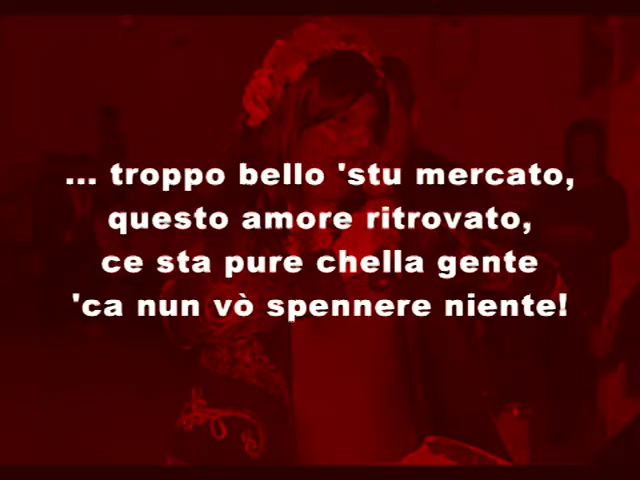 ... troppo bello 'stu mercato,
questo amore ritrovato,
ce sta pure chella gente
'ca nun vò spennere niente!